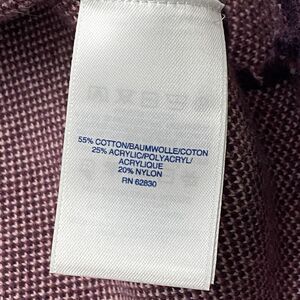 55% COTTON/BAUMWOLLE/COTON
25% ACRYLIC/POLYACRYL/
ACRYLIQUE
20% NYLON
RN 62830